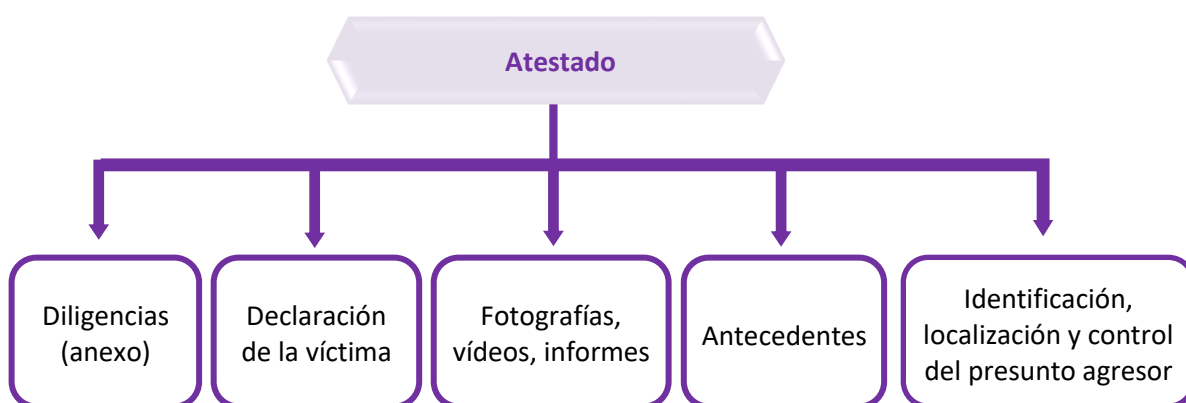 Atestado
Diligencias
(anexo)
Declaración
de la víctima
Fotografías,
vídeos, informes
Antecedentes
Identificación,
localización y control
del presunto agresor